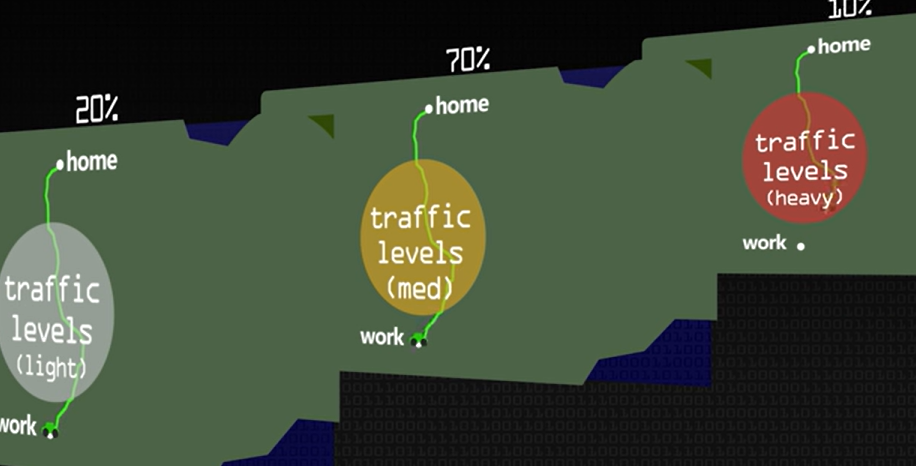 20%
home
traffic
levels
(light)
work
70%
home
traffic
levels
(med)
work
10%
home
traffic
levels
(heavy)
work